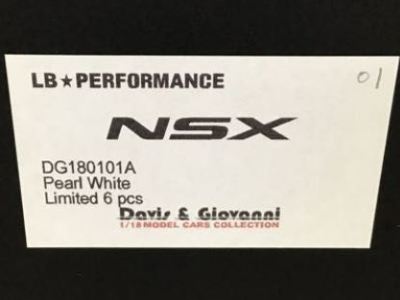 LB★PERFORMANCE 01
NSX
DG180101A
Pearl White
Limited 6 pcs
Davis & Giovanni
1/18 MODEL CARS COLLECTION